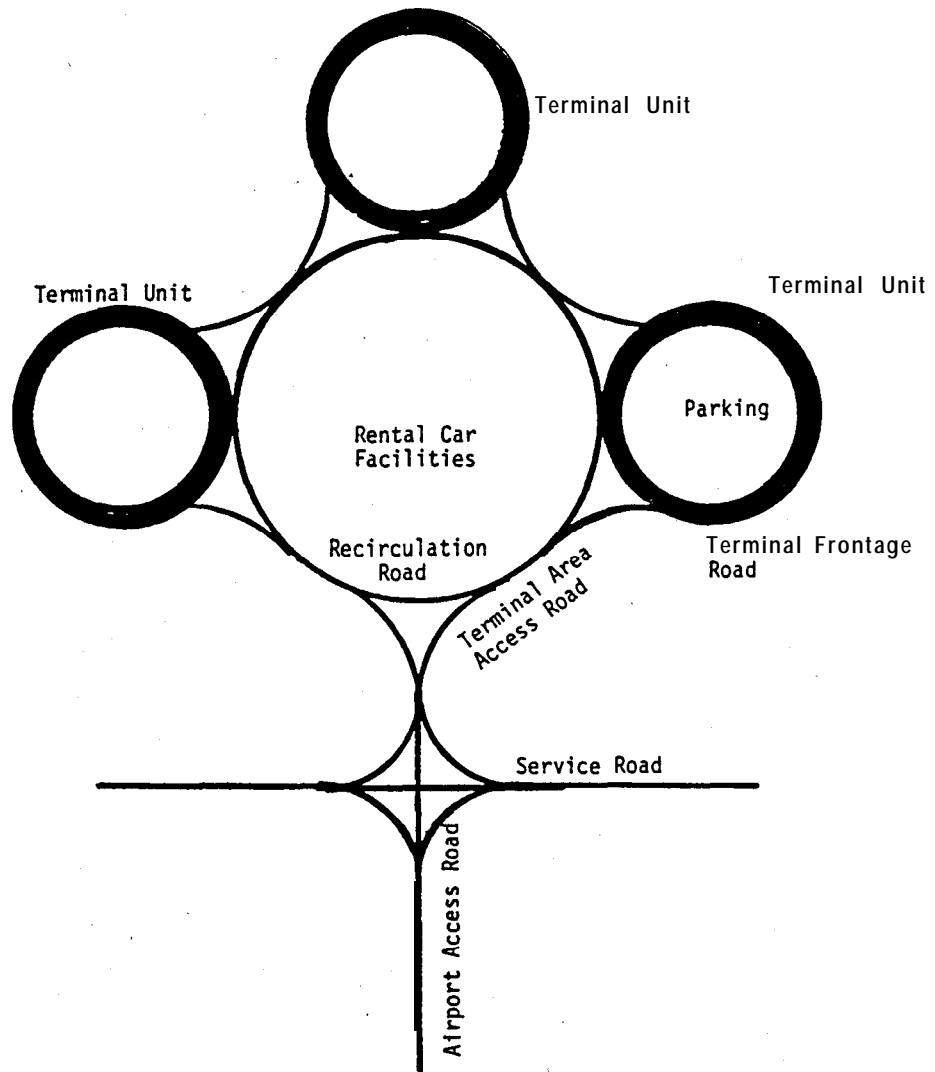 Terminal Unit
Terminal Unit
Terminal Unit
Parking
Rental Car
Facilities
Recirculation
Road
Terminal Frontage
Road
Terminal Area
Access Road
Service Road
Airport Access Road